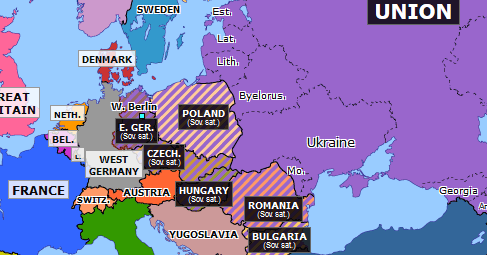 SWEDEN
UNION
Est.
Lat.
Lith.
DENMARK
REAT
ITAIN
W. Berlin
Byelorus.
NETH.
E. GER.
(Sov. sat.)
POLAND
(Sov. sat.)
BEL.
L.
WEST
GERMANY
CZECH.
(Sov. sat.)
Ukraine
FRANCE
SWITZ.
AUSTRIA
HUNGARY
(Sov. sat.)
Mo.
ROMANIA
(Sov. sat.)
Georgia
YUGOSLAVIA
BULGARIA
(Sov. sat.)